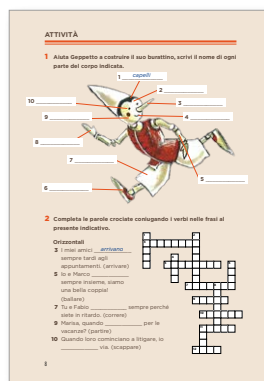 ATTIVITÀ
1 Aiuta Geppetto a costruire il suo burattino, scrivi il nome di ogni
parte del corpo indicata.
1 capelli
2
10
3
9
4
8
7
5
6
2 Completa le parole crociate coniugando i verbi nelle frasi al
presente indicativo.
Orizzontali
3 I miei amici arrivano
sempre tardi agli
appuntamenti. (arrivare)
5 Io e Marco
sempre insieme, siamo
una bella coppia!
(ballare)
7 Tu e Fabio sempre perché
siete in ritardo. (correre)
9 Marisa, quando per le
vacanze? (partire)
10 Quando loro cominciano a litigare, io
via. (scappare)
8